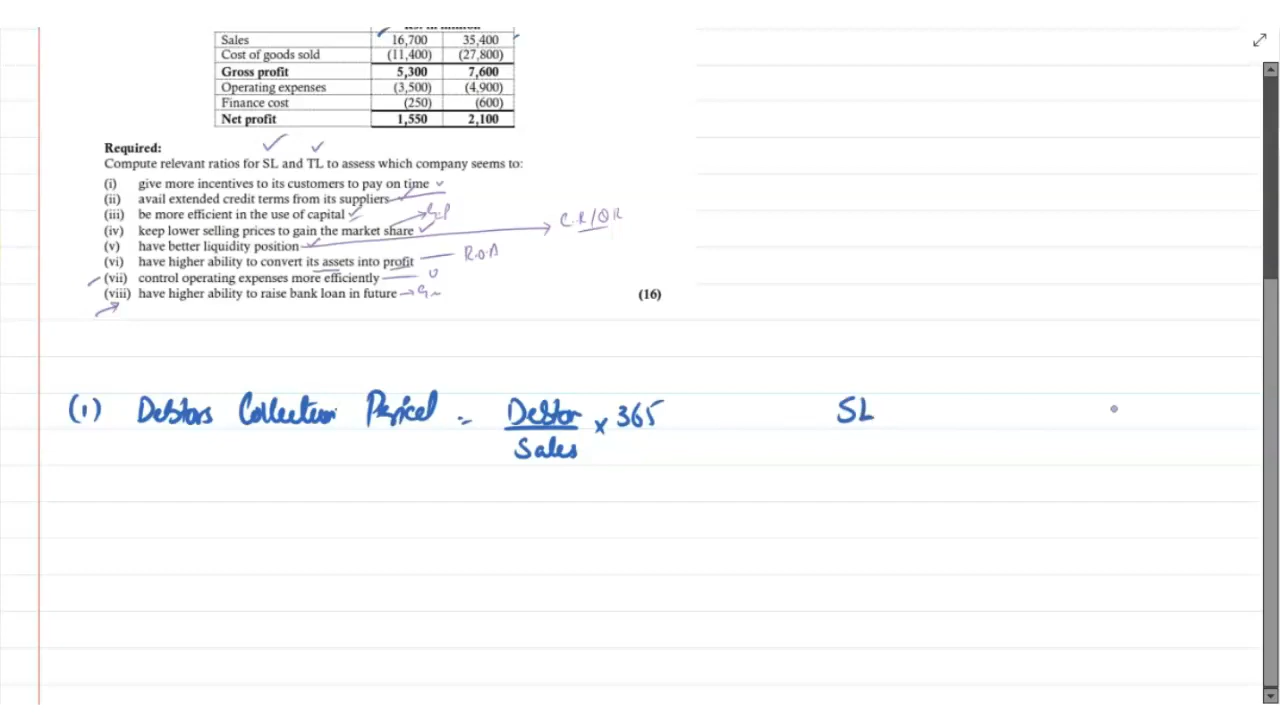 Sales 16,700 35,400
Cost of goods sold (11,400) (27,800)
Gross profit 5,300 7,600
Operating expenses (3,500) (4,900)
Finance cost (250) (600)
Net profit 1,550 2,100
Required:
Compute relevant ratios for SL and TL to assess which company seems to:
(i) give more incentives to its customers to pay on time
(ii) avail extended credit terms from its suppliers
(iii) be more efficient in the use of capital
(iv) keep lower selling prices to gain the market share C.R/QR
(v) have better liquidity position
(vi) have higher ability to convert its assets into profit R.O.A
(vii) control operating expenses more efficiently
(viii) have higher ability to raise bank loan in future (16)
(1) Debtors Collection Period = Debtor x 365 SL
Sales